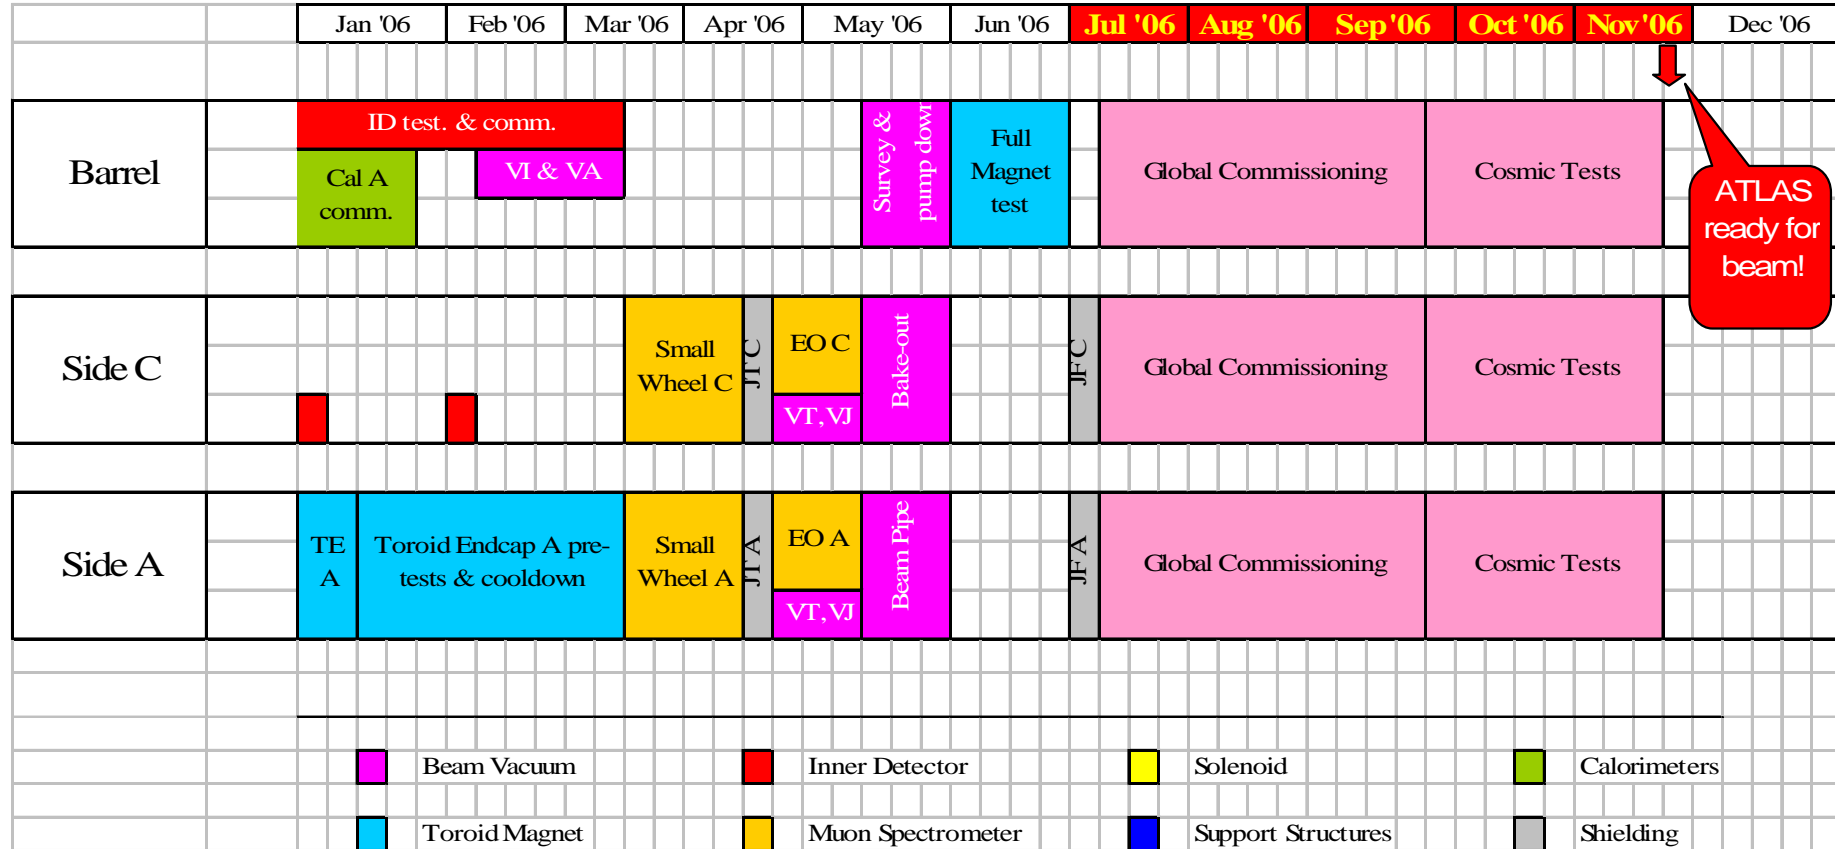 Jan '06 Feb '06 Mar '06 Apr '06 May '06 Jun '06 Jul '06 Aug '06 Sep '06 Oct '06 Nov '06 Dec '06
Barrel
ID test. & comm.
Cal A
comm.
VI & VA
Survey &
pump down
Full
Magnet
test
Global Commissioning
Cosmic Tests
ATLAS
ready for
beam!
Side C
Small
Wheel C
JT C
EO C
VT, VJ
Bake-out
JF C
Global Commissioning
Cosmic Tests
Side A
TE
A
Toroid Endcap A pre-
tests & cooldown
Small
Wheel A
JT A
EO A
VT, VJ
Beam Pipe
JF A
Global Commissioning
Cosmic Tests
Beam Vacuum
Inner Detector
Solenoid
Calorimeters
Toroid Magnet
Muon Spectrometer
Support Structures
Shielding